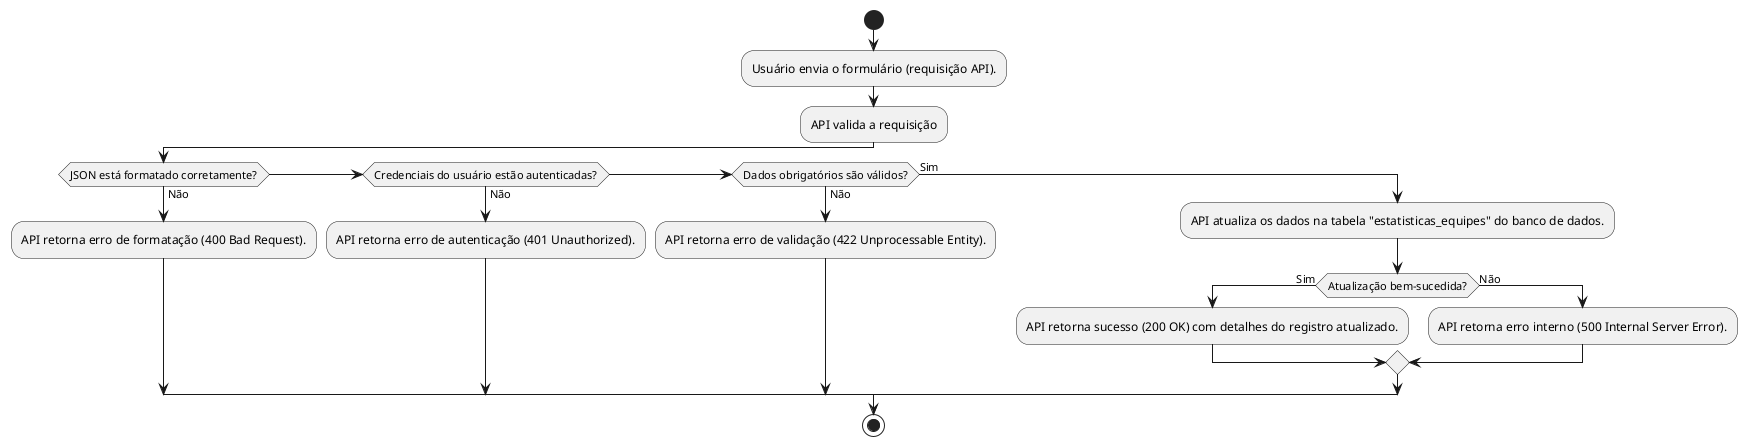 Usuário envia o formulário (requisição API).
API valida a requisição
JSON está formatado corretamente?
Credenciais do usuário estão autenticadas?
Dados obrigatórios são válidos?
Sim
Não
Não
Não
API retorna erro de formatação (400 Bad Request).
API retorna erro de autenticação (401 Unauthorized).
API retorna erro de validação (422 Unprocessable Entity).
API atualiza os dados na tabela "estatisticas_equipes" do banco de dados.
Sim
Atualização bem-sucedida?
Não
API retorna sucesso (200 OK) com detalhes do registro atualizado.
API retorna erro interno (500 Internal Server Error).